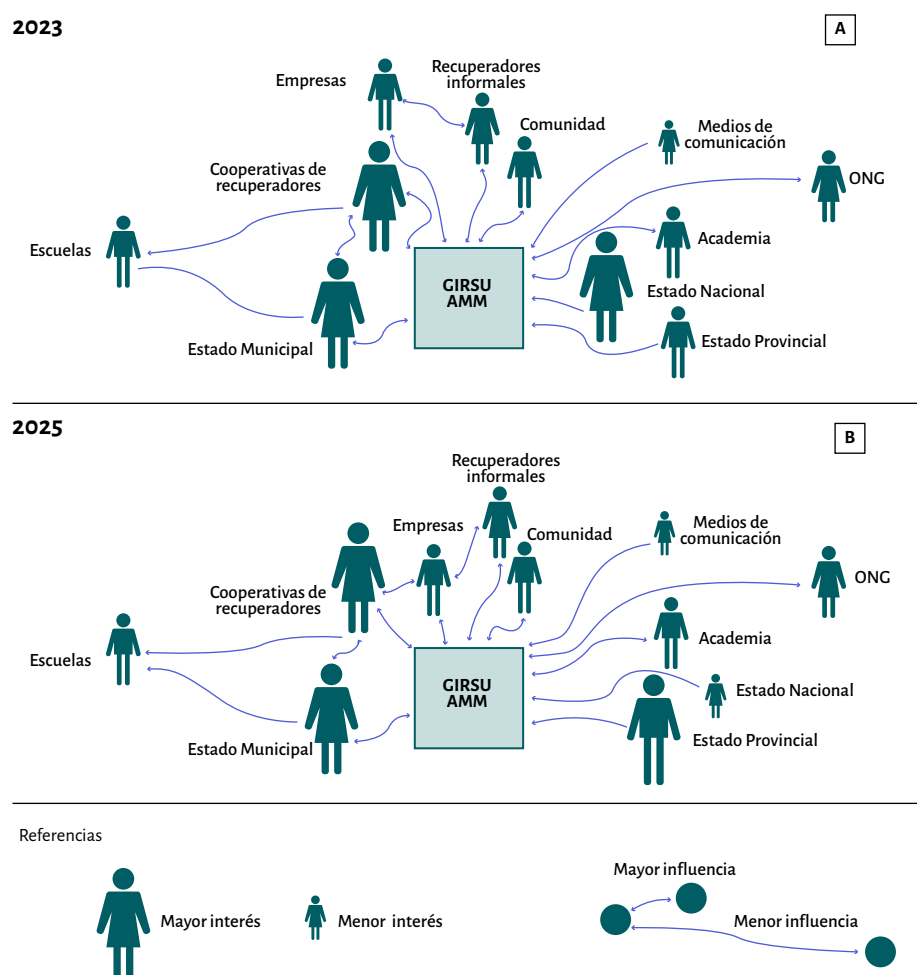 2023
A
Empresas
Recuperadores
informales
Comunidad
Medios de
comunicación
ONG
Cooperativas de
recuperadores
Escuelas
Academia
GIRSU
AMM
Estado Nacional
Estado Municipal
Estado Provincial
2025
B
Recuperadores
informales
Empresas
Comunidad
Medios de
comunicación
ONG
Cooperativas de
recuperadores
Academia
Escuelas
GIRSU
AMM
Estado Nacional
Estado Municipal
Estado Provincial
Referencias
Mayor interés
Menor interés
Mayor influencia
Menor influencia